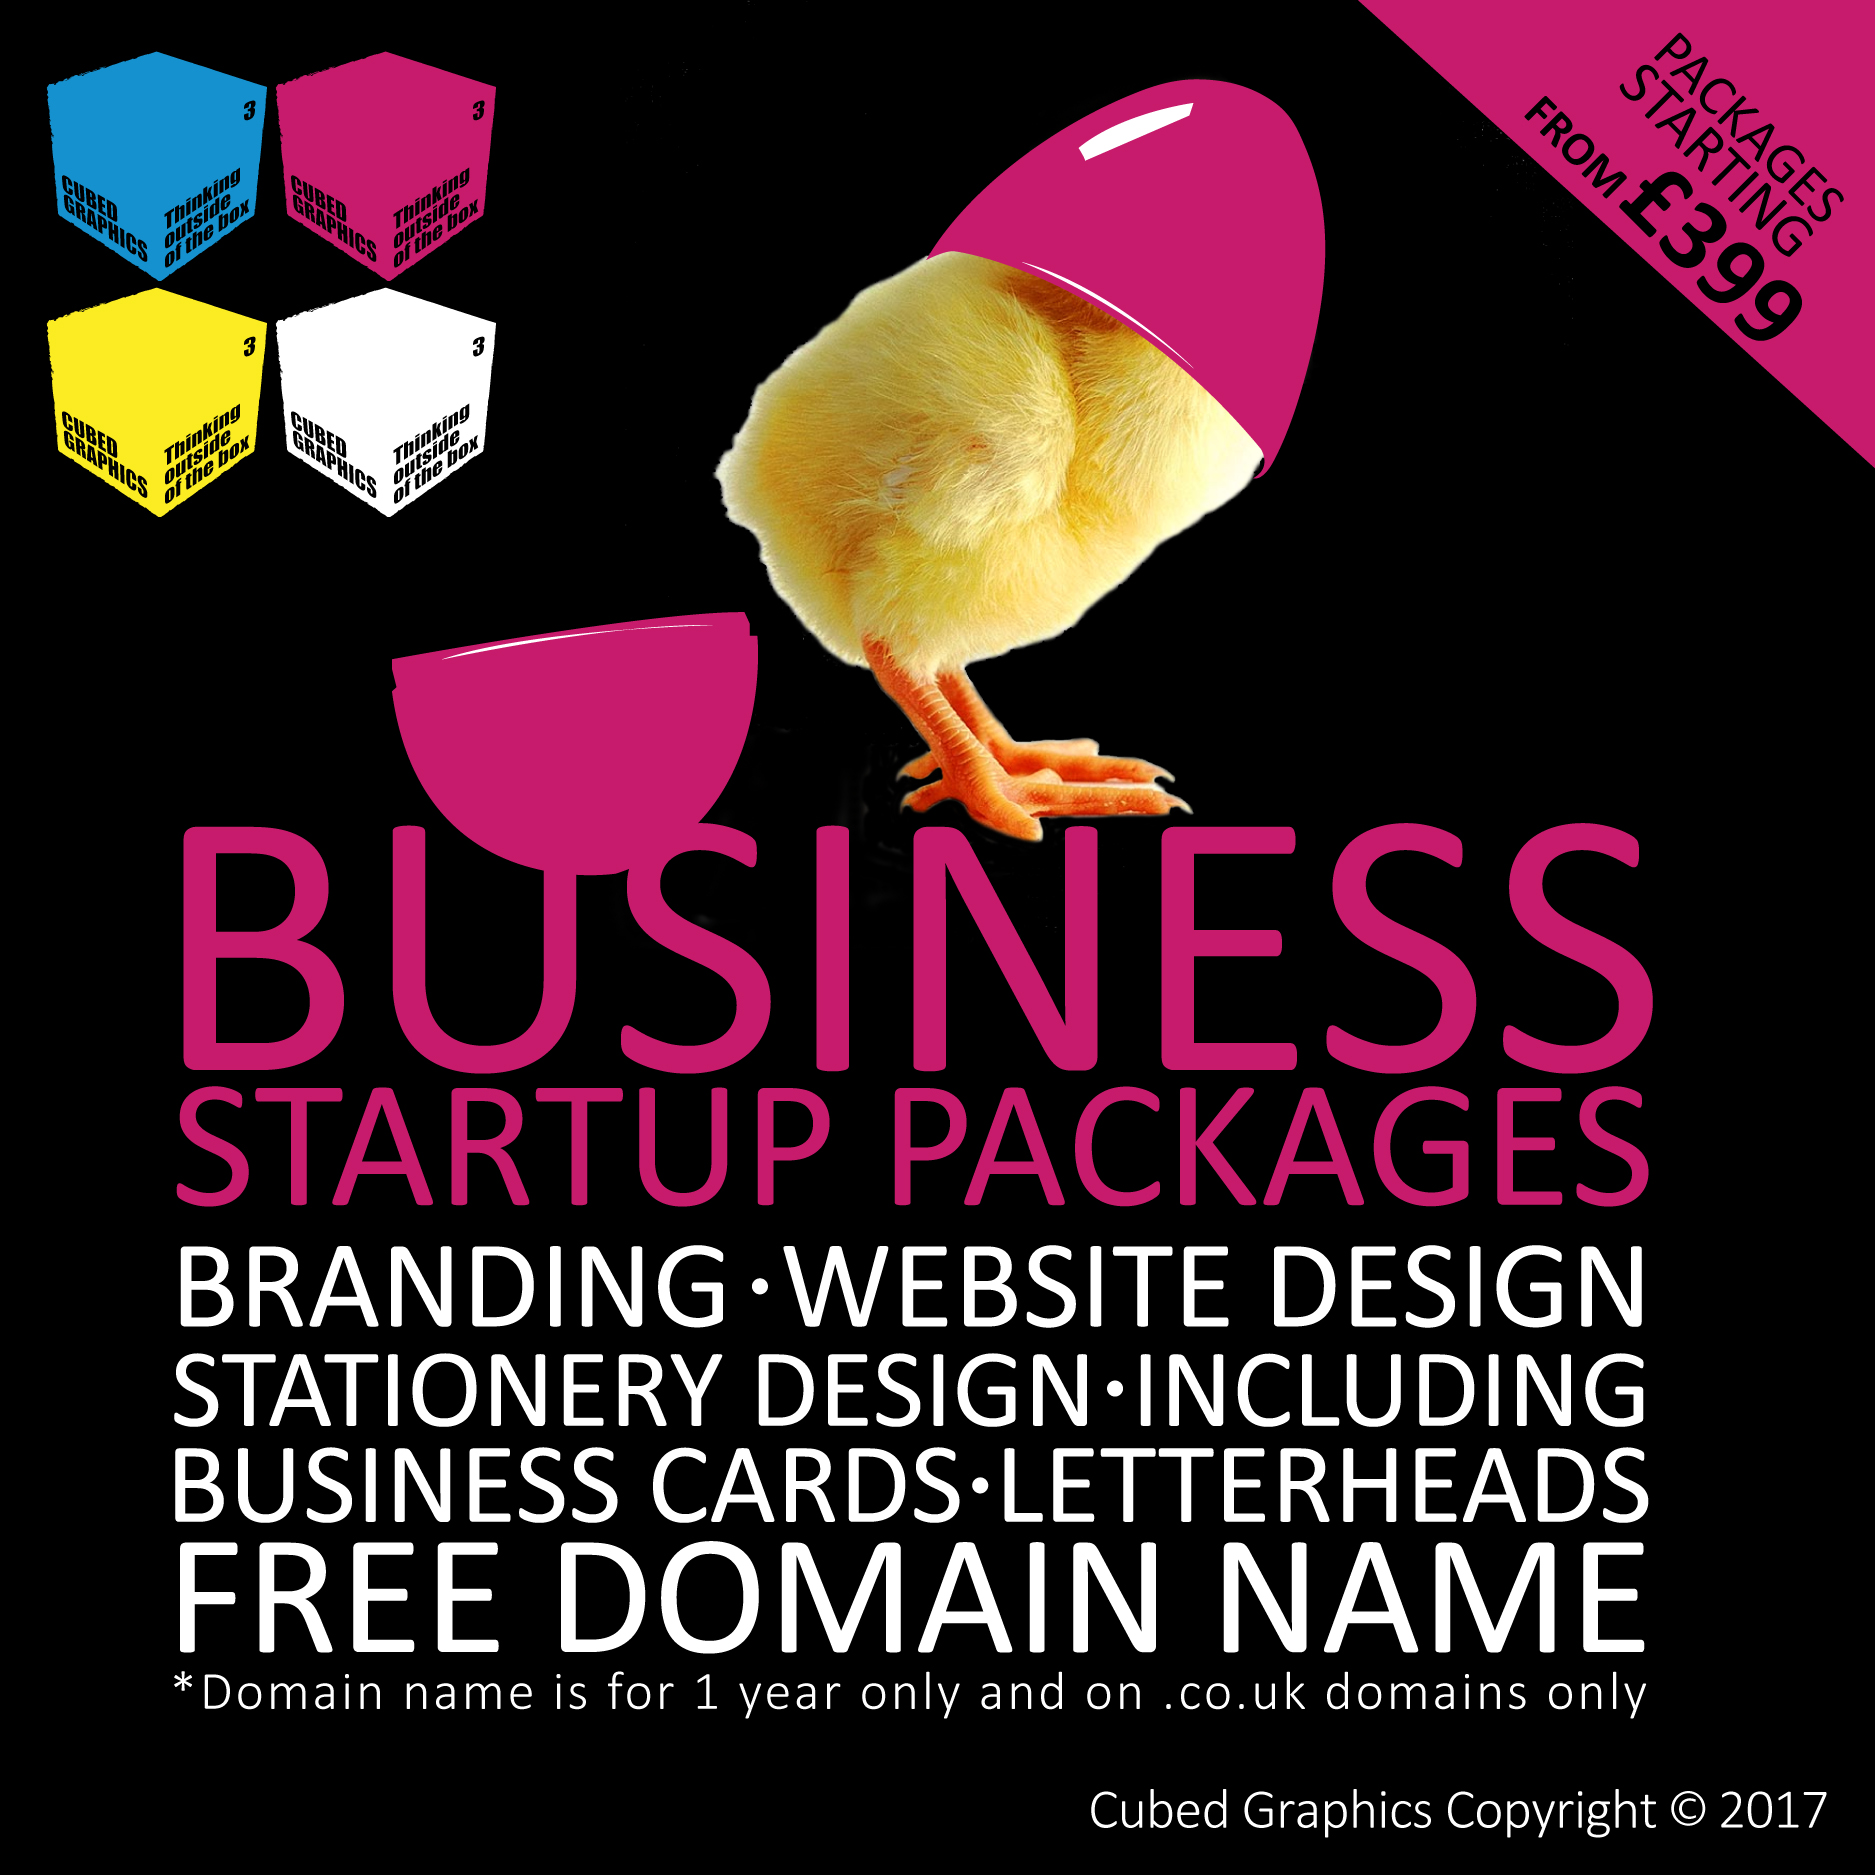 3
CUBED
GRAPHICS
Thinking
outside
of the box
3
CUBED
GRAPHICS
Thinking
outside
of the box
3
CUBED
GRAPHICS
Thinking
outside
of the box
3
CUBED
GRAPHICS
Thinking
outside
of the box
PACKAGES
STARTING
FROM £399
BUSINESS
STARTUP PACKAGES
BRANDING·WEBSITE DESIGN
STATIONERY DESIGN·INCLUDING
BUSINESS CARDS·LETTERHEADS
FREE DOMAIN NAME
*Domain name is for 1 year only and on .co.uk domains only
Cubed Graphics Copyright © 2017